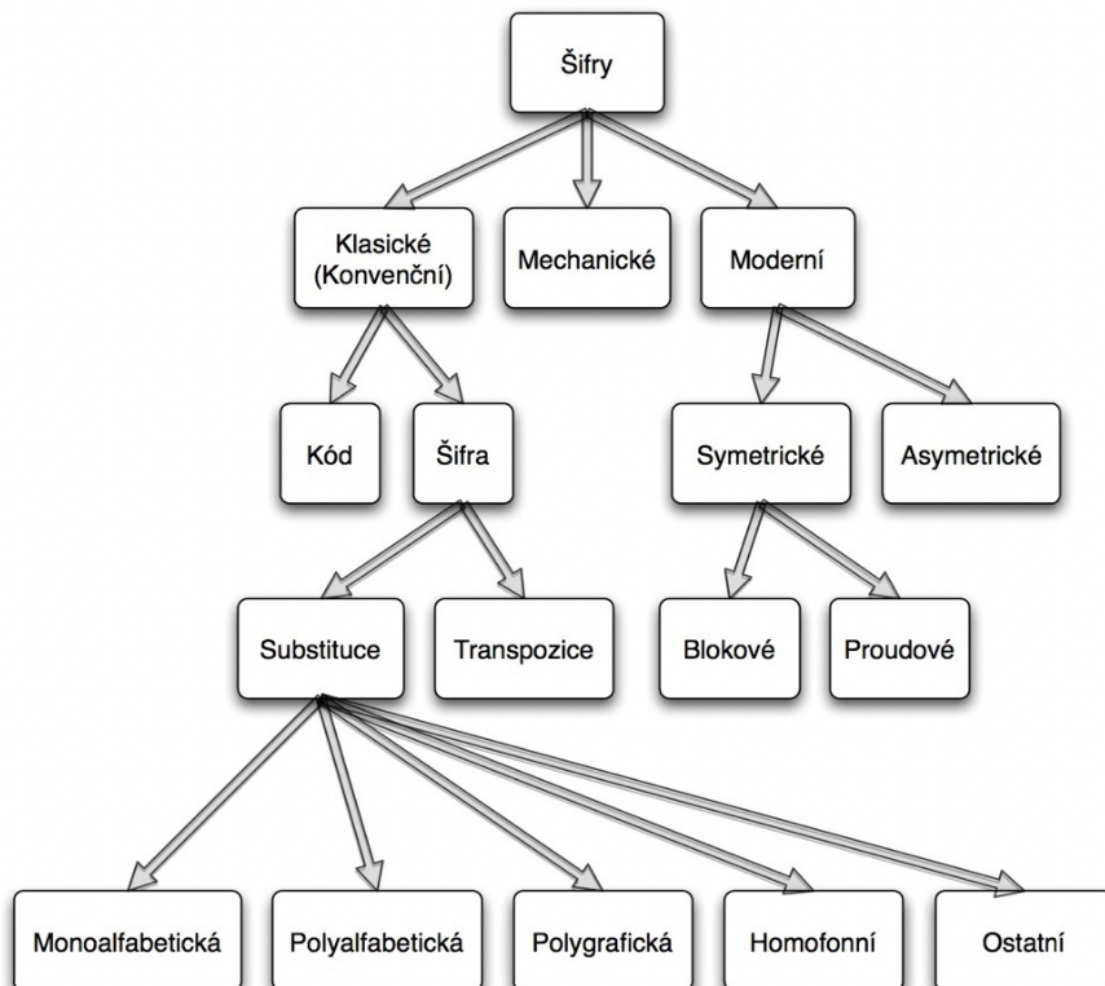 Šifry
Klasické
(Konvenční)
Mechanické
Moderní
Kód
Šifra
Symetrické
Asymetrické
Substituce
Transpozice
Blokové
Proudové
Monoalfabetická
Polyalfabetická
Polygrafická
Homofonní
Ostatní